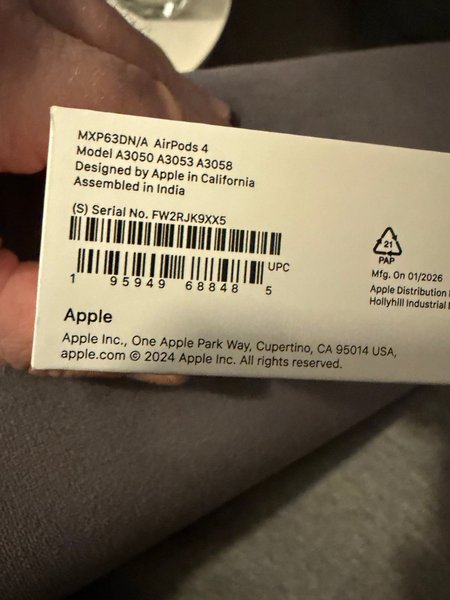 MXP63DN/A AirPods 4
Model A3050 A3053 A3058
Designed by Apple in California
Assembled in India
(S) Serial No. FW2RJK9XX5
UPC
1 95949 68848 5
21
PAP
Mfg. On 01/2026
Apple Distribution
Hollyhill Industrial
Apple
Apple Inc., One Apple Park Way, Cupertino, CA 95014 USA,
apple.com © 2024 Apple Inc. All rights reserved.